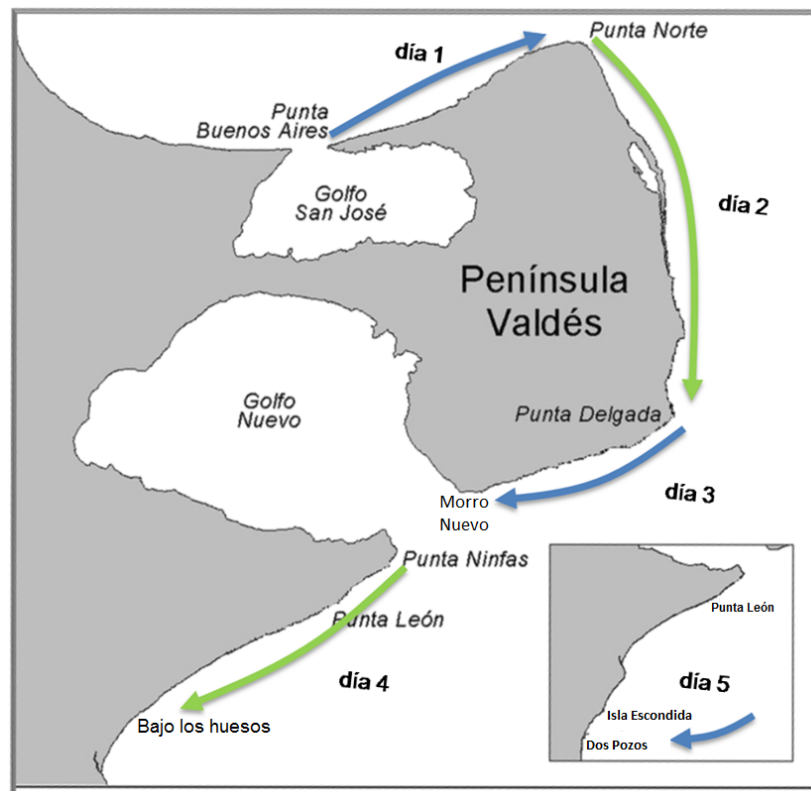 Punta Norte
día 1
Punta
Buenos Aires
Golfo
San José
día 2
Península
Valdés
Golfo
Nuevo
Punta Delgada
día 3
Morro
Nuevo
Punta Ninfas
Punta León
día 4
Bajo los huesos
Punta León
día 5
Isla Escondida
Dos Pozos